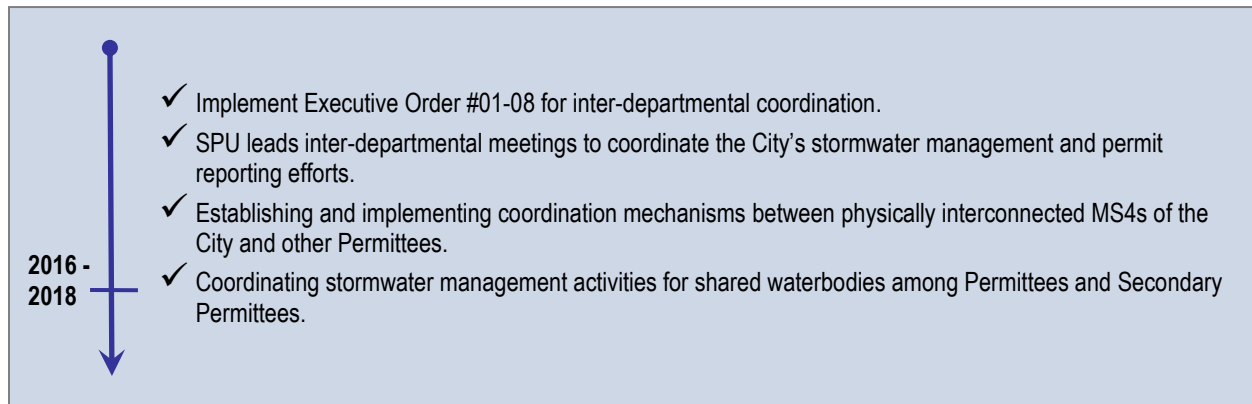 ✓ Implement Executive Order #01-08 for inter-departmental coordination.
✓ SPU leads inter-departmental meetings to coordinate the City’s stormwater management and permit
reporting efforts.
✓ Establishing and implementing coordination mechanisms between physically interconnected MS4s of the
City and other Permittees.
2016 -
2018
✓ Coordinating stormwater management activities for shared waterbodies among Permittees and Secondary
Permittees.